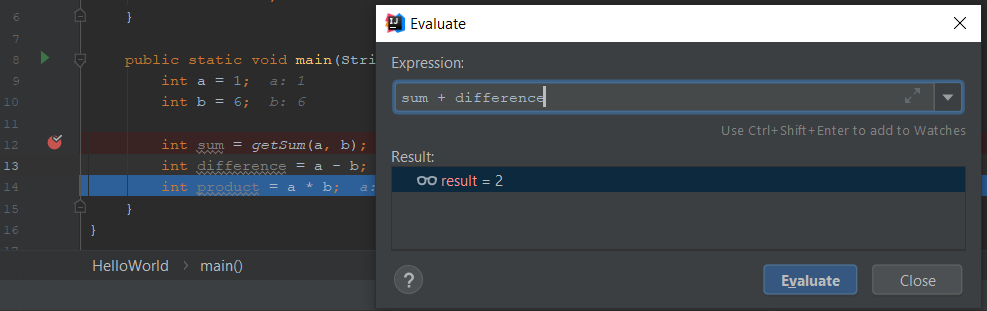 6 }
7
8 public static void main(Stri
9 int a = 1; a: 1
10 int b = 6; b: 6
11
12 int sum = getSum(a, b);
13 int difference = a - b;
14 int product = a * b; a:
15 }
16 }
HelloWorld > main()
Evaluate
Expression:
sum + difference
Use Ctrl+Shift+Enter to add to Watches
Result:
result = 2
?
Evaluate
Close